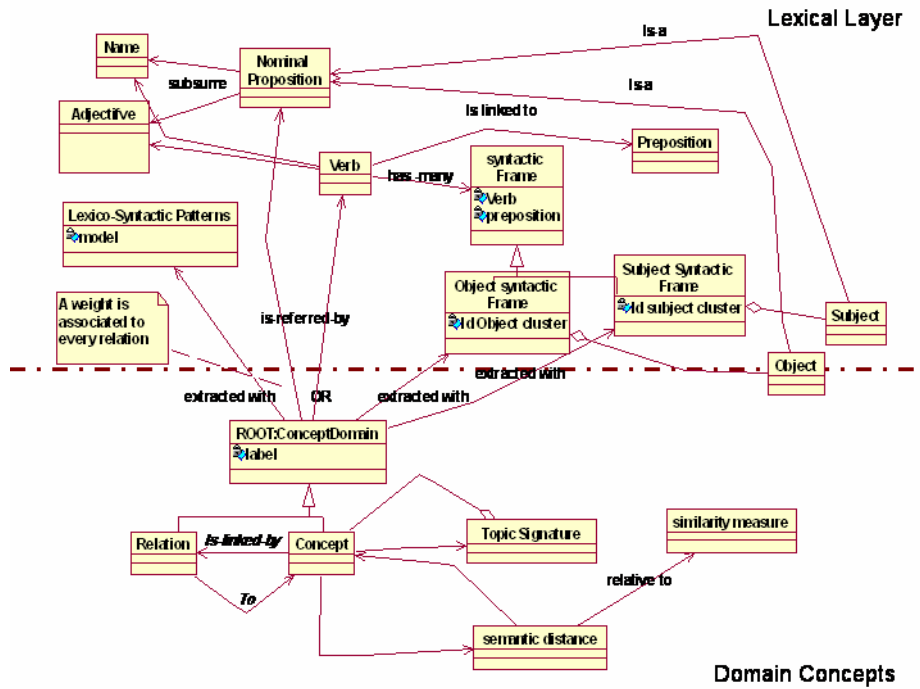 Lexical Layer
Is-a
Name
Nominal
Proposition
subsume
Is-a
Adjectifve
Is linked to
Preposition
Verb
has -many
syntactic
Frame
Verb
preposition
Lexico-Syntactic Patterns
model
Object syntactic
Frame
Id Object cluster
Subject Syntactic
Frame
Id subject cluster
Subject
A weight is
associated to
every relation
is-referred-by
Object
extracted with
OR
extracted with
extracted with
ROOT:ConceptDomain
label
Relation
Is-linked-by
Concept
Topic Signature
similarity measure
To
relative to
semantic distance
Domain Concepts